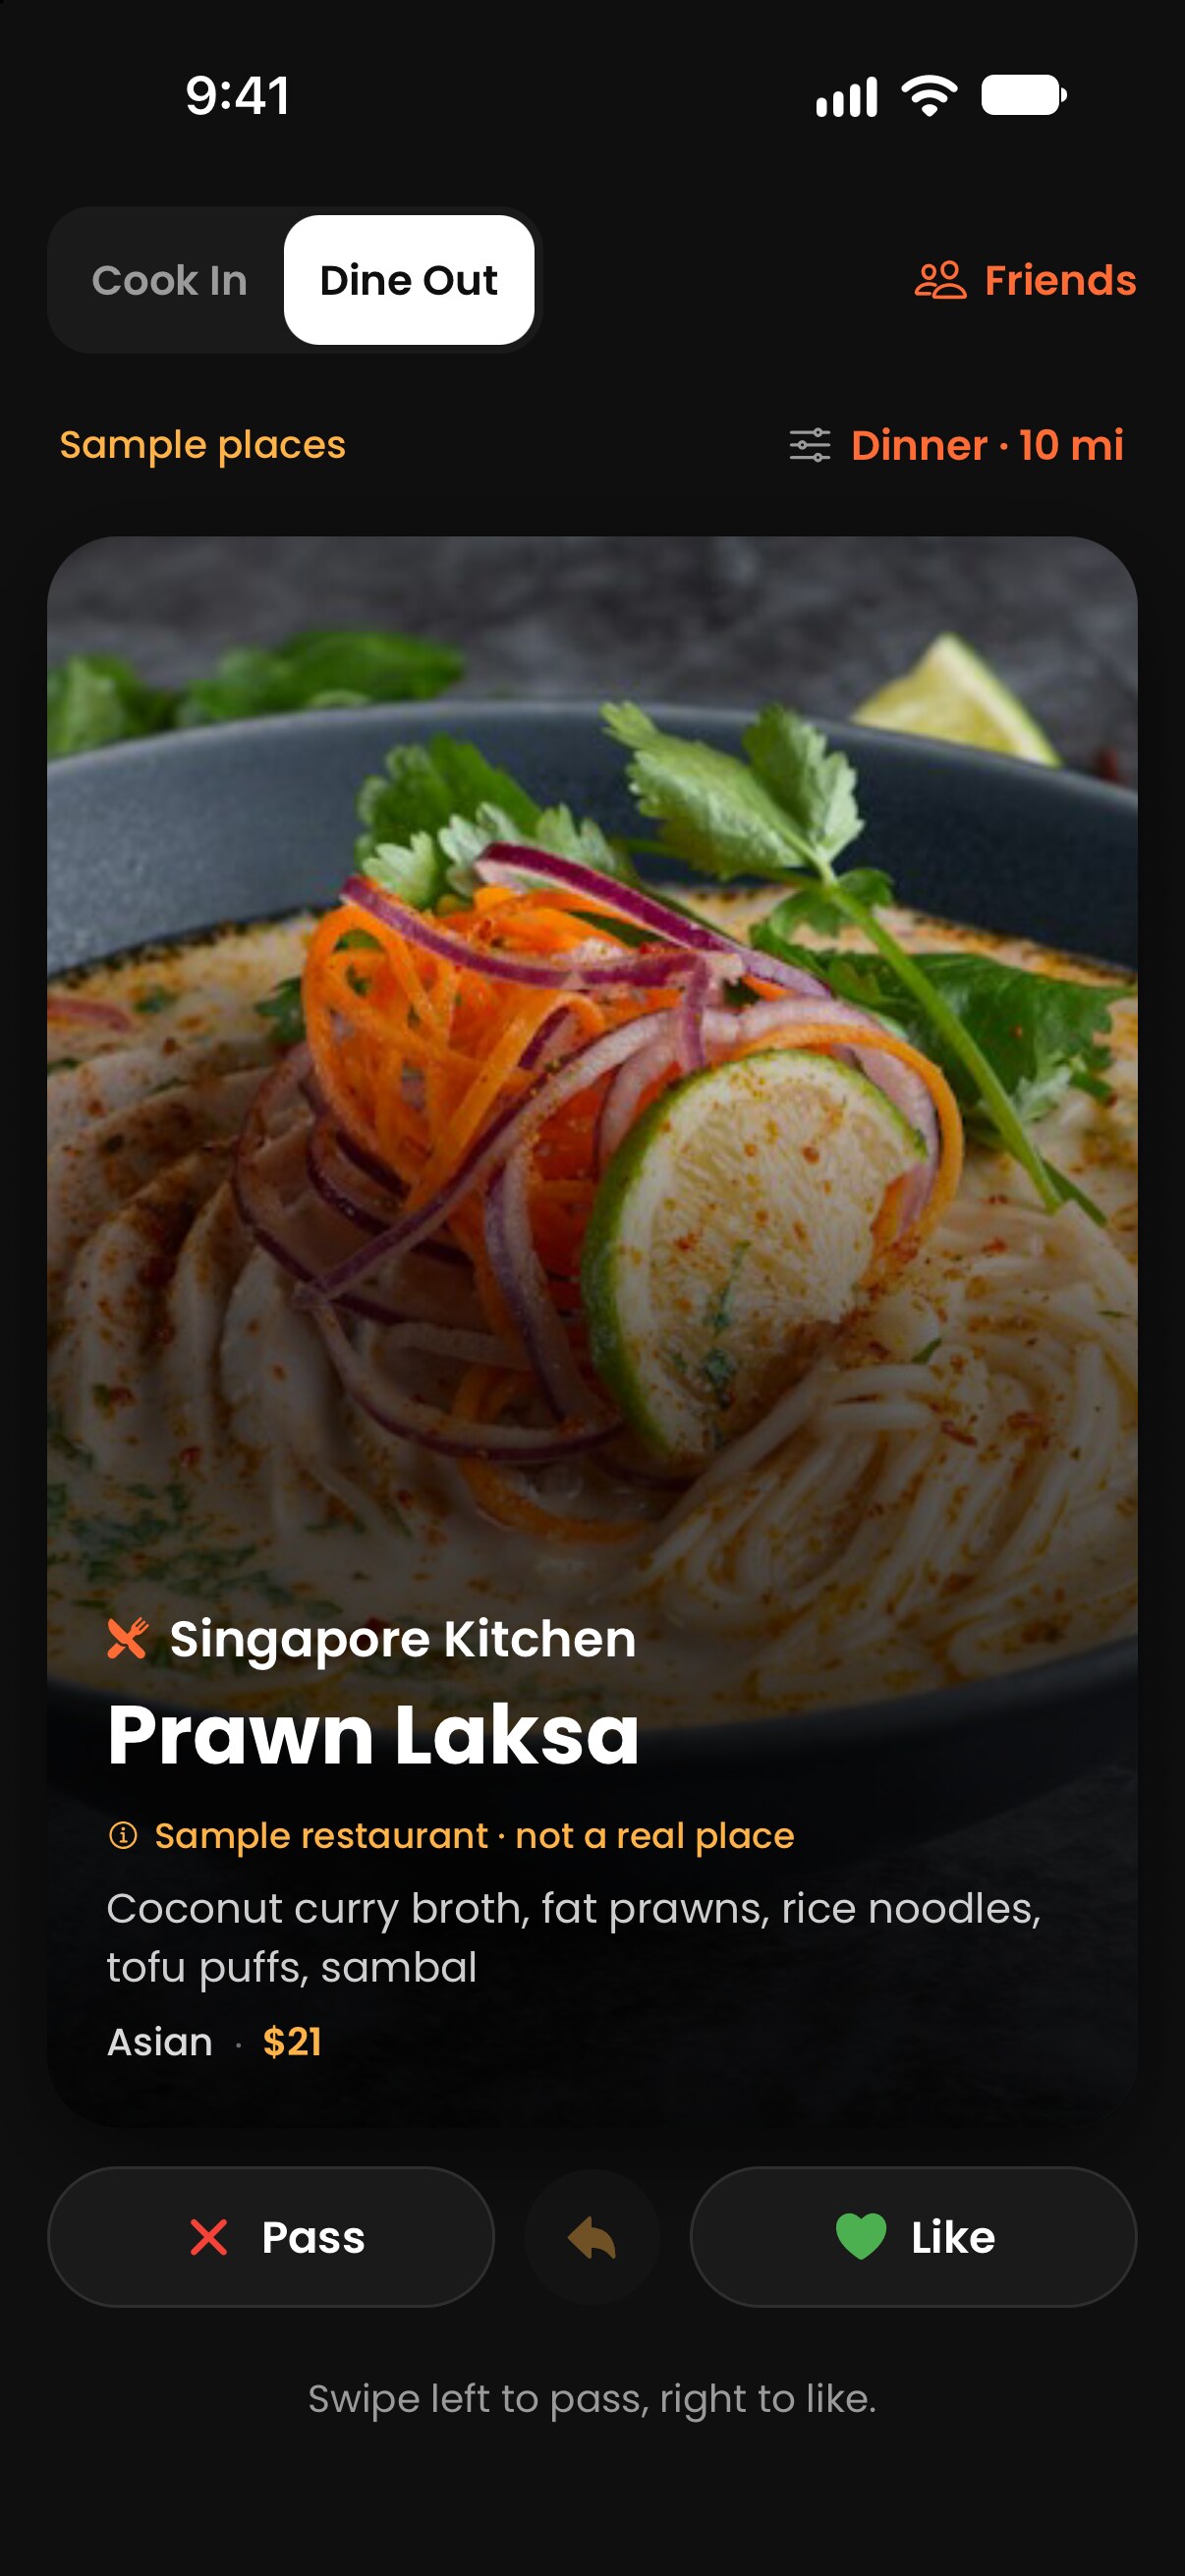 9:41
Cook In
Dine Out
Friends
Sample places
Dinner · 10 mi
Singapore Kitchen
Prawn Laksa
Sample restaurant · not a real place
Coconut curry broth, fat prawns, rice noodles,
tofu puffs, sambal
Asian · $21
Pass
Like
Swipe left to pass, right to like.